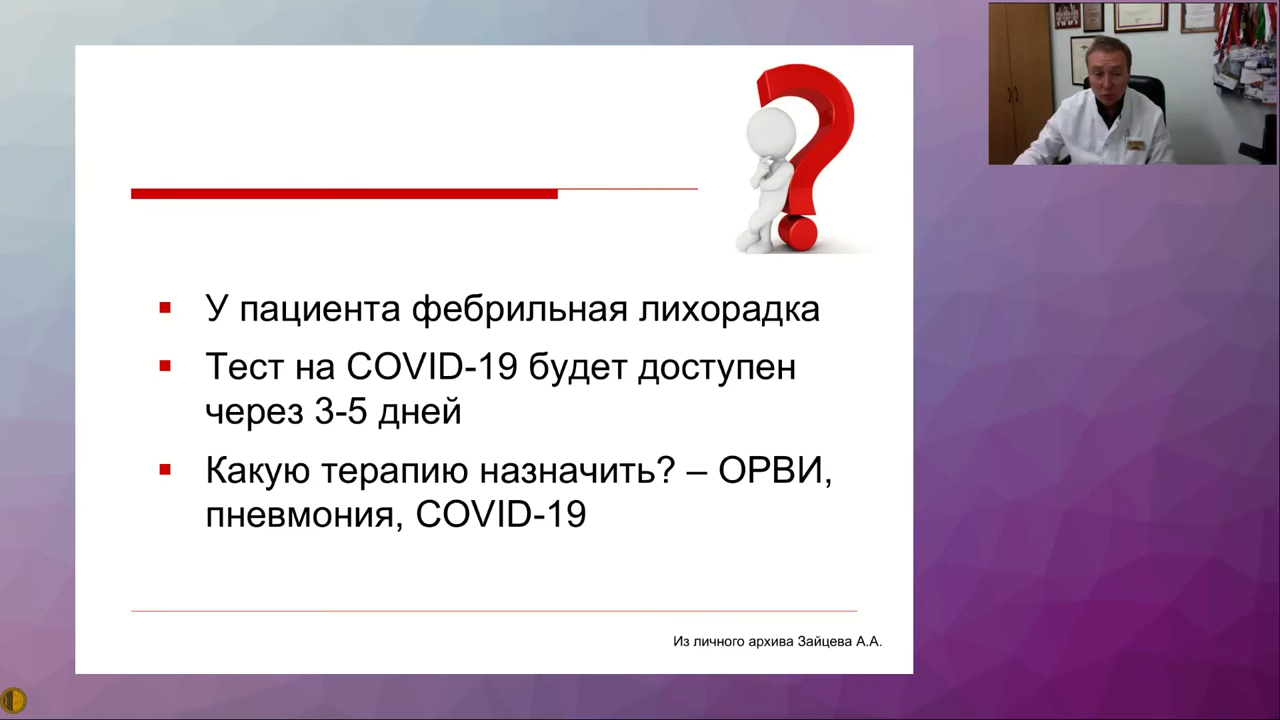 У пациента фебрильная лихорадка
Тест на COVID-19 будет доступен
через 3-5 дней
Какую терапию назначить? – ОРВИ,
пневмония, COVID-19
Из личного архива Зайцева А.А.